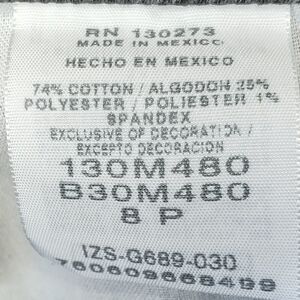 RN 130273
MADE IN MEXICO
HECHO EN MEXICO
74% COTTON / ALGODON 25%
POLYESTER / POLIESTER 1%
SPANDEX
EXCLUSIVE OF DECORATION /
EXCEPTO DECORACION
130M480
B30M480
8 P
IZS-G689-030
760609668499